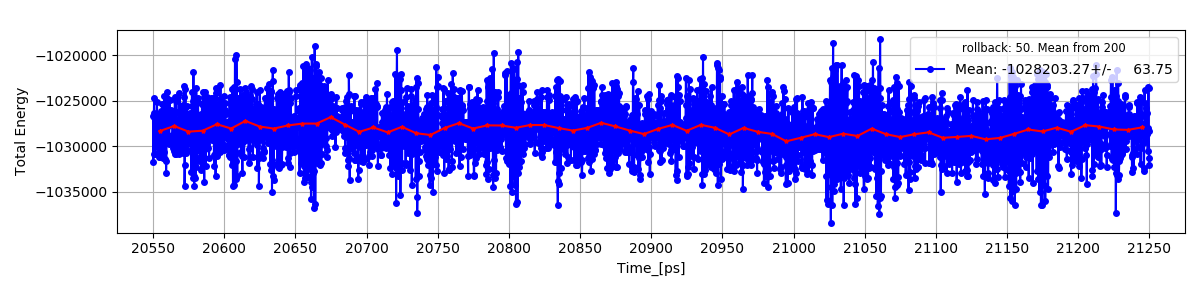 Total Energy
−1020000
−1025000
−1030000
−1035000
rollback: 50. Mean from 200
Mean: -1028203.27+/- 63.75
20550 20600 20650 20700 20750 20800 20850 20900 20950 21000 21050 21100 21150 21200 21250
Time_[ps]